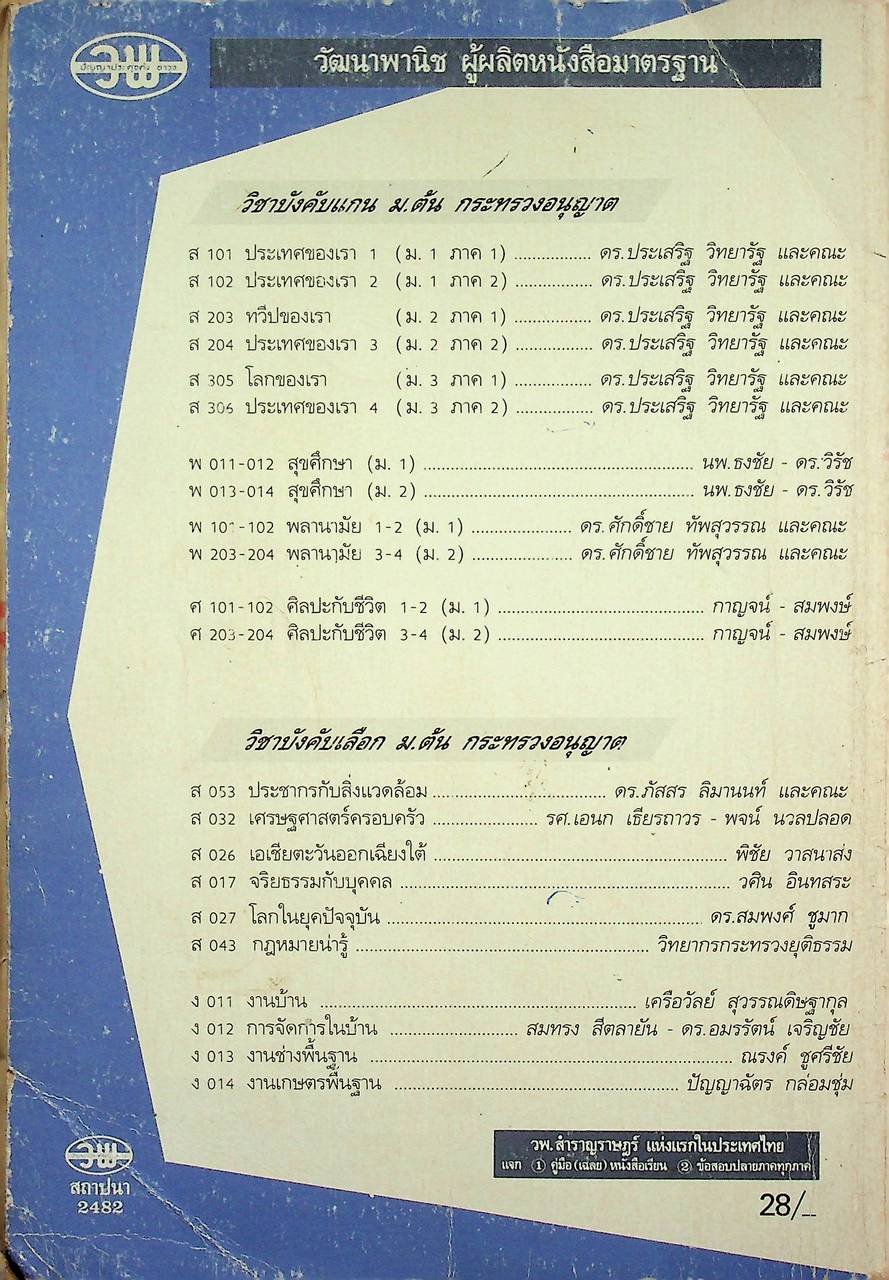 วพ
วัฒนาพานิช ผู้ผลิตหนังสือมาตรฐาน
วิชาบังคับแกน ม.ต้น กระทรวงอนุญาต
ส 101 ประเทศของเรา 1 (ม. 1 ภาค 1) ................ ดร.ประเสริฐ วิทยารัฐ และคณะ
ส 102 ประเทศของเรา 2 (ม. 1 ภาค 2) ................ ดร.ประเสริฐ วิทยารัฐ และคณะ
ส 203 ทวีปของเรา (ม. 2 ภาค 1) ................ ดร.ประเสริฐ วิทยารัฐ และคณะ
ส 204 ประเทศของเรา 3 (ม. 2 ภาค 2) ................ ดร.ประเสริฐ วิทยารัฐ และคณะ
ส 305 โลกของเรา (ม. 3 ภาค 1) ................ ดร.ประเสริฐ วิทยารัฐ และคณะ
ส 306 ประเทศของเรา 4 (ม. 3 ภาค 2) ................ ดร.ประเสริฐ วิทยารัฐ และคณะ
พ 011-012 สุขศึกษา (ม. 1) ................ นพ.ธงชัย - ดร.วิรัช
พ 013-014 สุขศึกษา (ม. 2) ................ นพ.ธงชัย - ดร.วิรัช
พ 101-102 พลานามัย 1-2 (ม. 1) ................ ดร.ศักดิ์ชาย ทัพสุวรรณ และคณะ
พ 203-204 พลานามัย 3-4 (ม. 2) ................ ดร.ศักดิ์ชาย ทัพสุวรรณ และคณะ
ศ 101-102 ศิลปะกับชีวิต 1-2 (ม. 1) ................ กาญจน์ - สมพงษ์
ศ 203-204 ศิลปะกับชีวิต 3-4 (ม. 2) ................ กาญจน์ - สมพงษ์
วิชาบังคับเลือก ม.ต้น กระทรวงอนุญาต
ส 053 ประชากรกับสิ่งแวดล้อม ................ ดร.ภัสสร ลิมานนท์ และคณะ
ส 032 เศรษฐศาสตร์ครอบครัว ................ รศ.เอนก เธียรถาวร - พจน์ นวลปลอด
ส 026 เอเชียตะวันออกเฉียงใต้ ................ พิชัย วาสนาส่ง
ส 017 จริยธรรมกับบุคคล ................ วศิน อินทสระ
ส 027 โลกในยุคปัจจุบัน ................ ดร.สมพงศ์ ชูมาก
ส 043 กฎหมายน่ารู้ ................ วิทยากรกระทรวงยุติธรรม
ง 011 งานบ้าน ................ เครือวัลย์ สุวรรณดิษฐากุล
ง 012 การจัดการในบ้าน ................ สมทรง สีตลายัน - ดร.อมรรัตน์ เจริญชัย
ง 013 งานช่างพื้นฐาน ................ ณรงค์ ชูศรีชัย
ง 014 งานเกษตรพื้นฐาน ................ ปัญญาฉัตร กล่อมชุ่ม
วพ.สำราญราษฎร์ แห่งแรกในประเทศไทย
แจก ① คู่มือ (เฉลย) หนังสือเรียน ② ข้อสอบปลายภาคทุกภาค
วพ
สถาปนา
2482
28/__